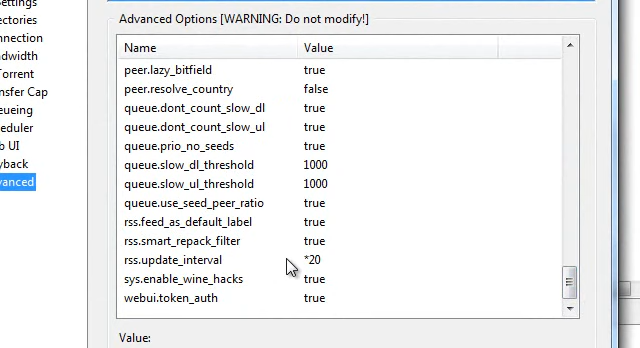 ettings
Advanced Options [WARNING: Do not modify!]
ectories
Name Value
nnection
ndwidth
peer.lazy_bitfield true
Torrent
peer.resolve_country false
nsfer Cap
queue.dont_count_slow_dl true
ueueing
queue.dont_count_slow_ul true
eduler
queue.prio_no_seeds true
b UI
queue.slow_dl_threshold 1000
yback
queue.slow_ul_threshold 1000
vanced
queue.use_seed_peer_ratio true
rss.feed_as_default_label true
rss.smart_repack_filter true
rss.update_interval *20
sys.enable_wine_hacks true
webui.token_auth true
Value: